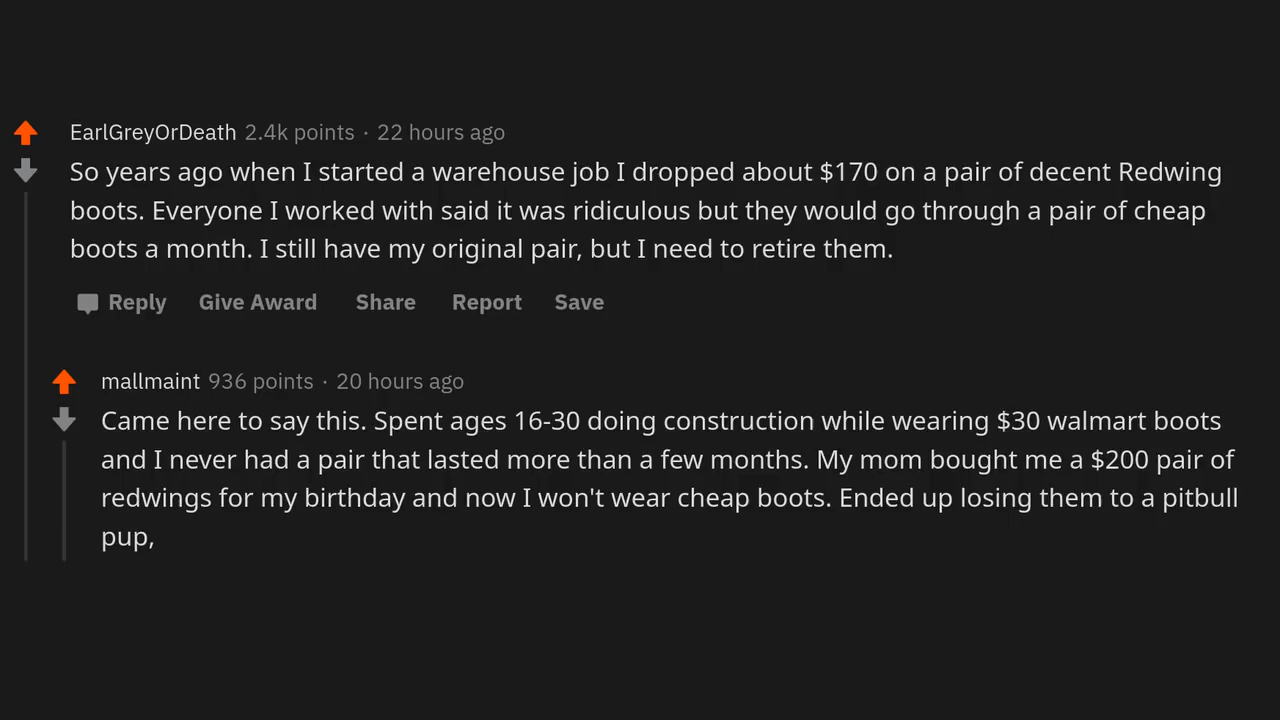 EarlGreyOrDeath 2.4k points · 22 hours ago
So years ago when I started a warehouse job I dropped about $170 on a pair of decent Redwing
boots. Everyone I worked with said it was ridiculous but they would go through a pair of cheap
boots a month. I still have my original pair, but I need to retire them.
Reply Give Award Share Report Save
mallmaint 936 points · 20 hours ago
Came here to say this. Spent ages 16-30 doing construction while wearing $30 walmart boots
and I never had a pair that lasted more than a few months. My mom bought me a $200 pair of
redwings for my birthday and now I won't wear cheap boots. Ended up losing them to a pitbull
pup,